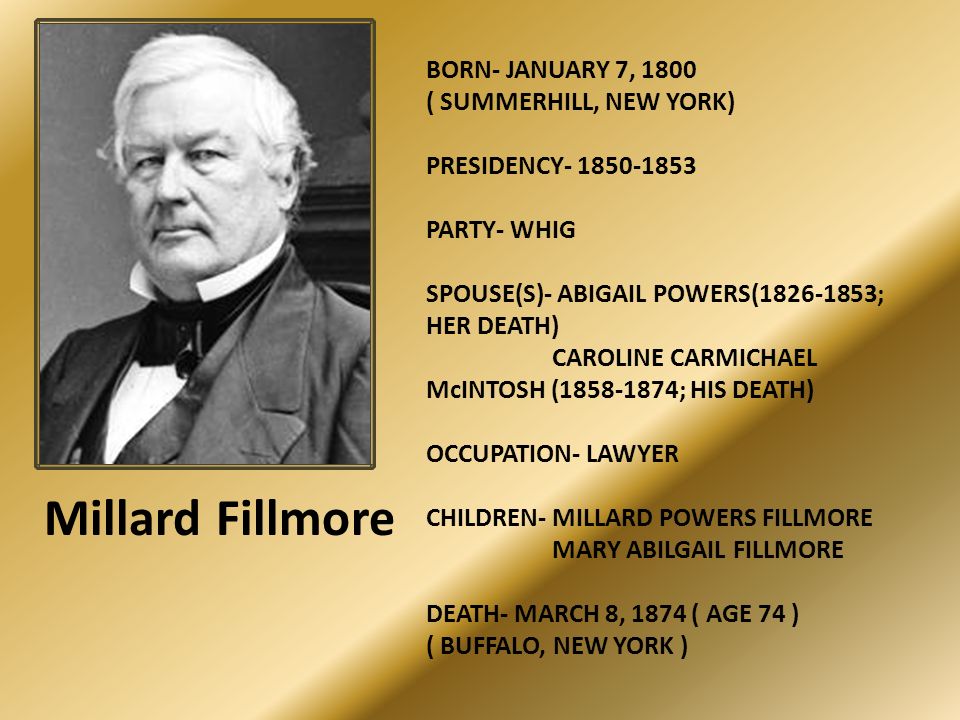 Millard Fillmore
BORN- JANUARY 7, 1800
( SUMMERHILL, NEW YORK)
PRESIDENCY- 1850-1853
PARTY- WHIG
SPOUSE(S)- ABIGAIL POWERS(1826-1853;
HER DEATH)
CAROLINE CARMICHAEL
McINTOSH (1858-1874; HIS DEATH)
OCCUPATION- LAWYER
CHILDREN- MILLARD POWERS FILLMORE
MARY ABILGAIL FILLMORE
DEATH- MARCH 8, 1874 ( AGE 74 )
( BUFFALO, NEW YORK )